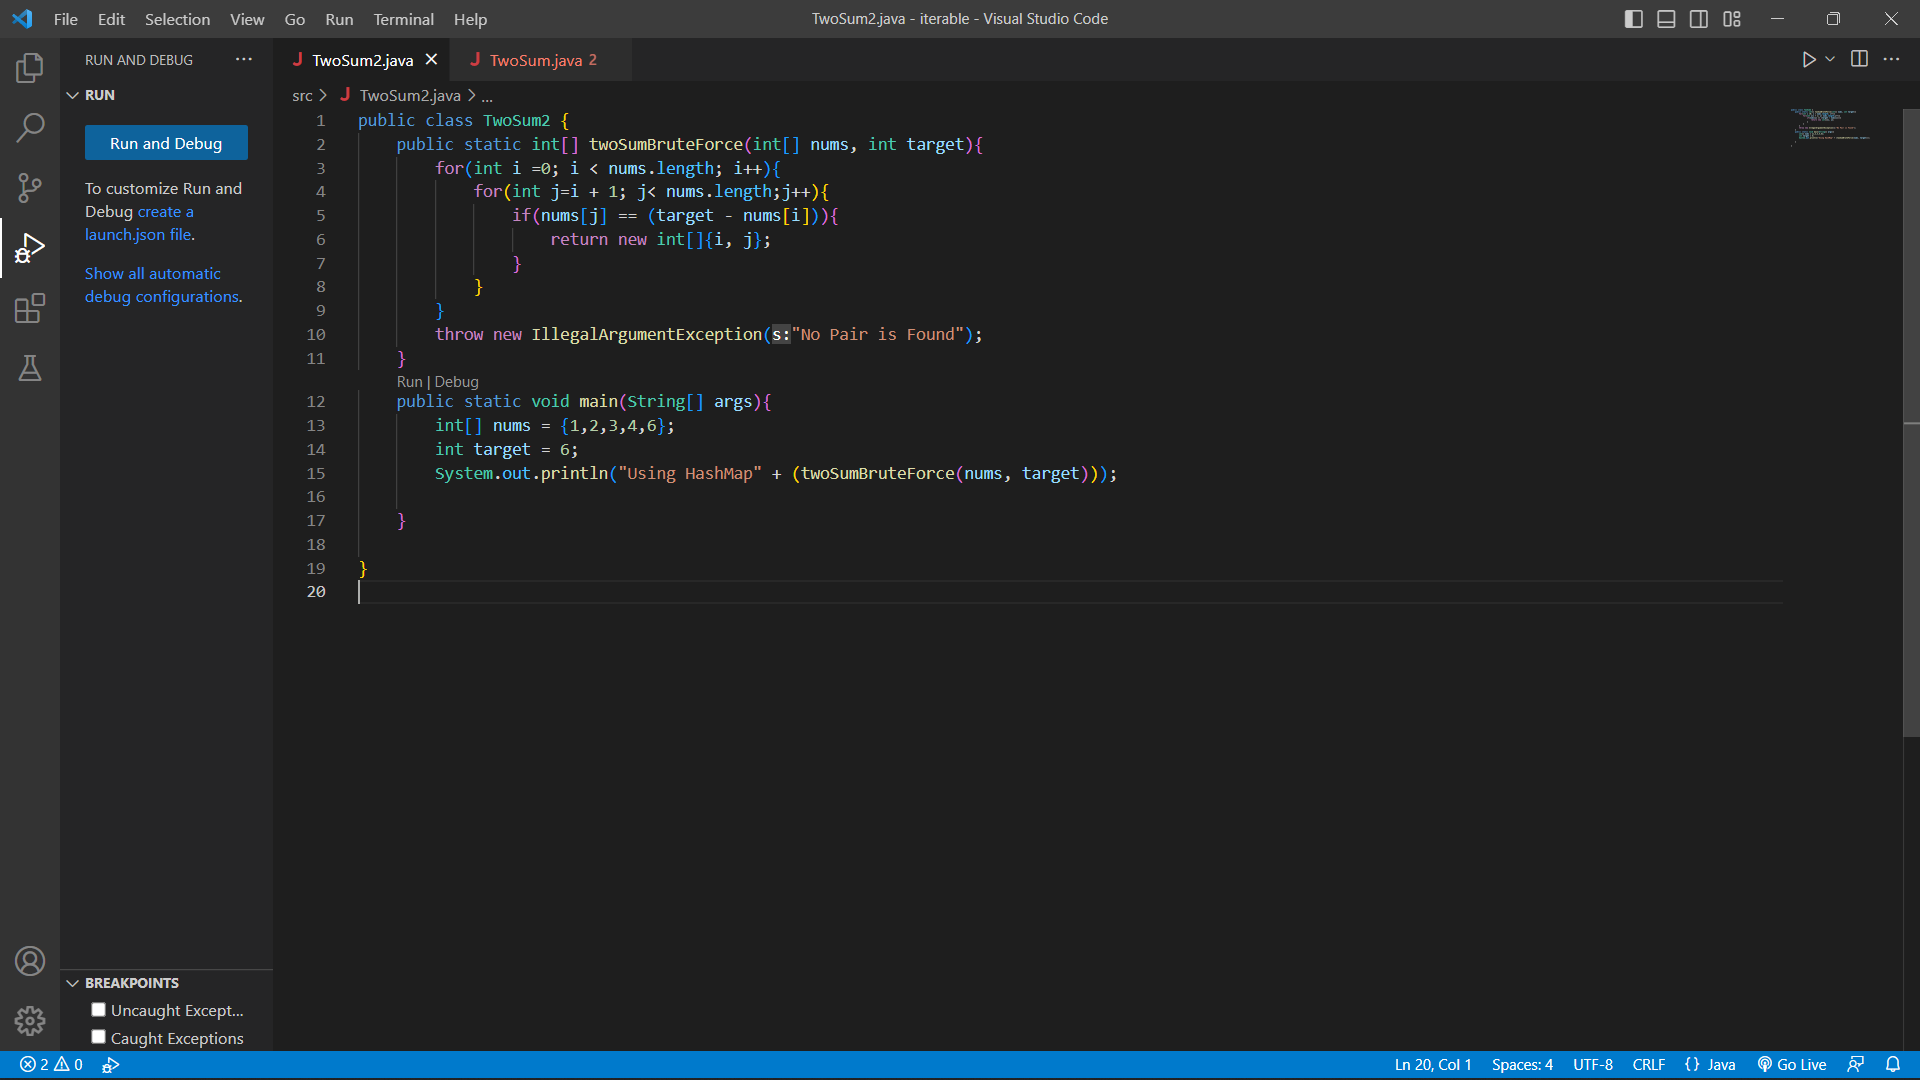 File Edit Selection View Go Run Terminal Help
TwoSum2.java - iterable - Visual Studio Code
RUN AND DEBUG
TwoSum2.java
TwoSum.java 2
RUN
src > TwoSum2.java > ...
Run and Debug
To customize Run and
Debug create a
launch.json file.
Show all automatic
debug configurations.
1 public class TwoSum2 {
2 public static int[] twoSumBruteForce(int[] nums, int target){
3 for(int i =0; i < nums.length; i++){
4 for(int j=i + 1; j< nums.length;j++){
5 if(nums[j] == (target - nums[i])){
6 return new int[]{i, j};
7 }
8 }
9 }
10 throw new IllegalArgumentException(s:"No Pair is Found");
11 }
Run | Debug
12 public static void main(String[] args){
13 int[] nums = {1,2,3,4,6};
14 int target = 6;
15 System.out.println("Using HashMap" + (twoSumBruteForce(nums, target)));
16
17 }
18
19 }
20
BREAKPOINTS
Uncaught Except...
Caught Exceptions
2 0
Ln 20, Col 1 Spaces: 4 UTF-8 CRLF {} Java Go Live